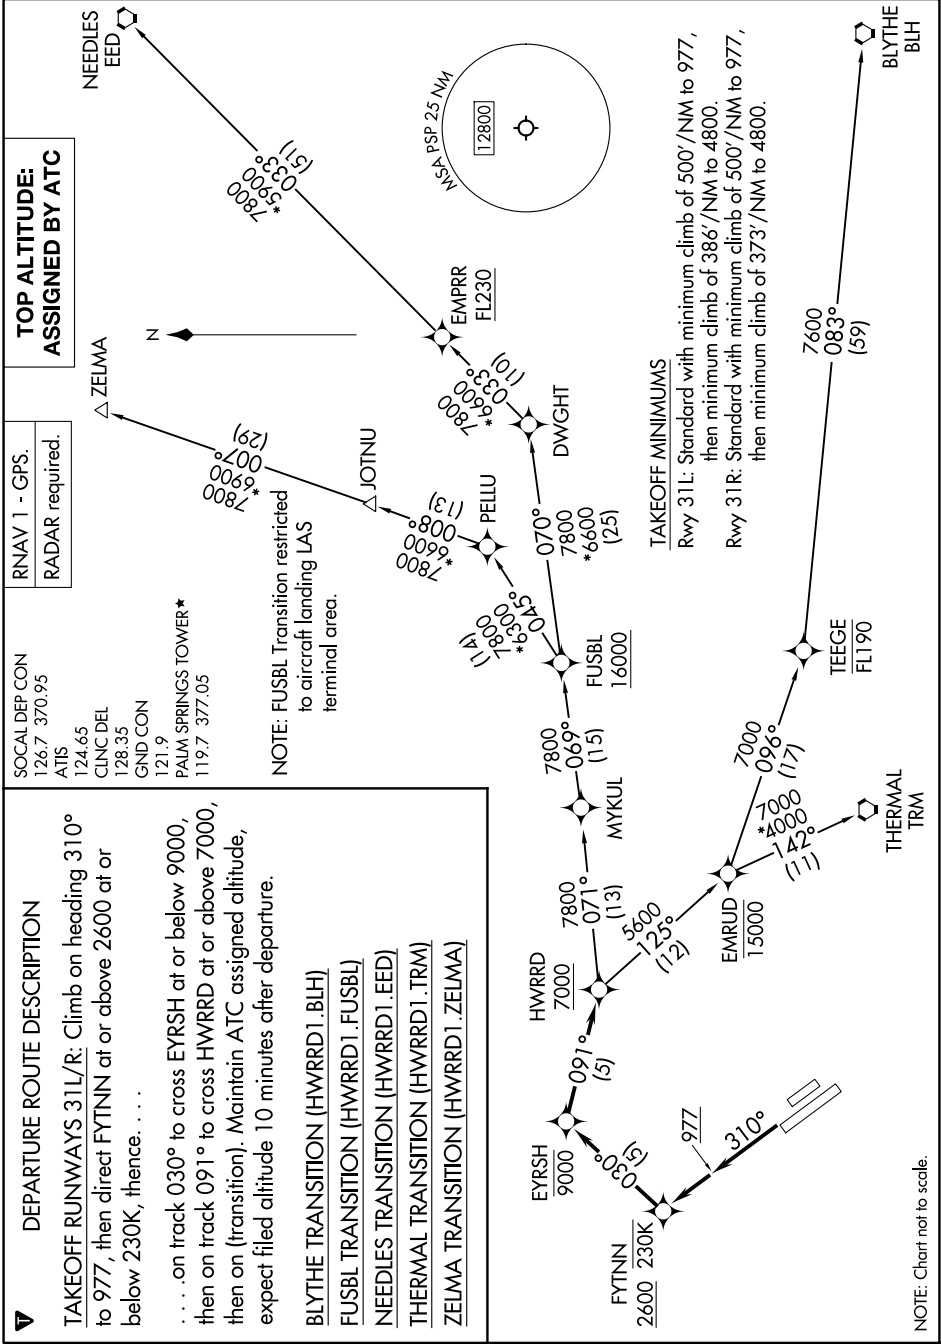 DEPARTURE ROUTE DESCRIPTION
T
TAKEOFF RUNWAYS 31L/R: Climb on heading 310°
to 977, then direct FYTNN at or above 2600 at or
below 230K, thence. . . .
. . . .on track 030° to cross EYRSH at or below 9000,
then on track 091° to cross HWRRD at or above 7000,
then on (transition). Maintain ATC assigned altitude,
expect filed altitude 10 minutes after departure.
BLYTHE TRANSITION (HWRRD1.BLH)
FUSBL TRANSITION (HWRRD1.FUSBL)
NEEDLES TRANSITION (HWRRD1.EED)
THERMAL TRANSITION (HWRRD1.TRM)
ZELMA TRANSITION (HWRRD1.ZELMA)
SOCAL DEP CON
126.7 370.95
ATIS
124.65
CLNC DEL
128.35
GND CON
121.9
PALM SPRINGS TOWER★
119.7 377.05
RNAV 1 - GPS.
RADAR required.
TOP ALTITUDE:
ASSIGNED BY ATC
NOTE: FUSBL Transition restricted
to aircraft landing LAS
terminal area.
N
ZELMA
7800
*6900
007°
(29)
JOTNU
7800
*6600
008°
(13)
PELLU
(14)
7800
*6300
045°
NEEDLES
EED
7800
*5900
033°
(51)
EMPRR
FL230
7800
*6600
033°
(10)
DWGHT
070°
7800
*6600
(25)
FUSBL
16000
7800
069°
(15)
MYKUL
7800
071°
(13)
HWRRD
7000
091°
(5)
EYRSH
9000
030°
(5)
FYTNN
2600 230K
977
310°
5600
125°
(12)
EMRUD
15000
7000
*4000
142°
(11)
THERMAL
TRM
7000
096°
(17)
TEEGE
FL190
7600
083°
(59)
BLYTHE
BLH
MSA PSP 25 NM
12800
TAKEOFF MINIMUMS
Rwy 31L: Standard with minimum climb of 500'/NM to 977,
then minimum climb of 386'/NM to 4800.
Rwy 31R: Standard with minimum climb of 500'/NM to 977,
then minimum climb of 373'/NM to 4800.
NOTE: Chart not to scale.